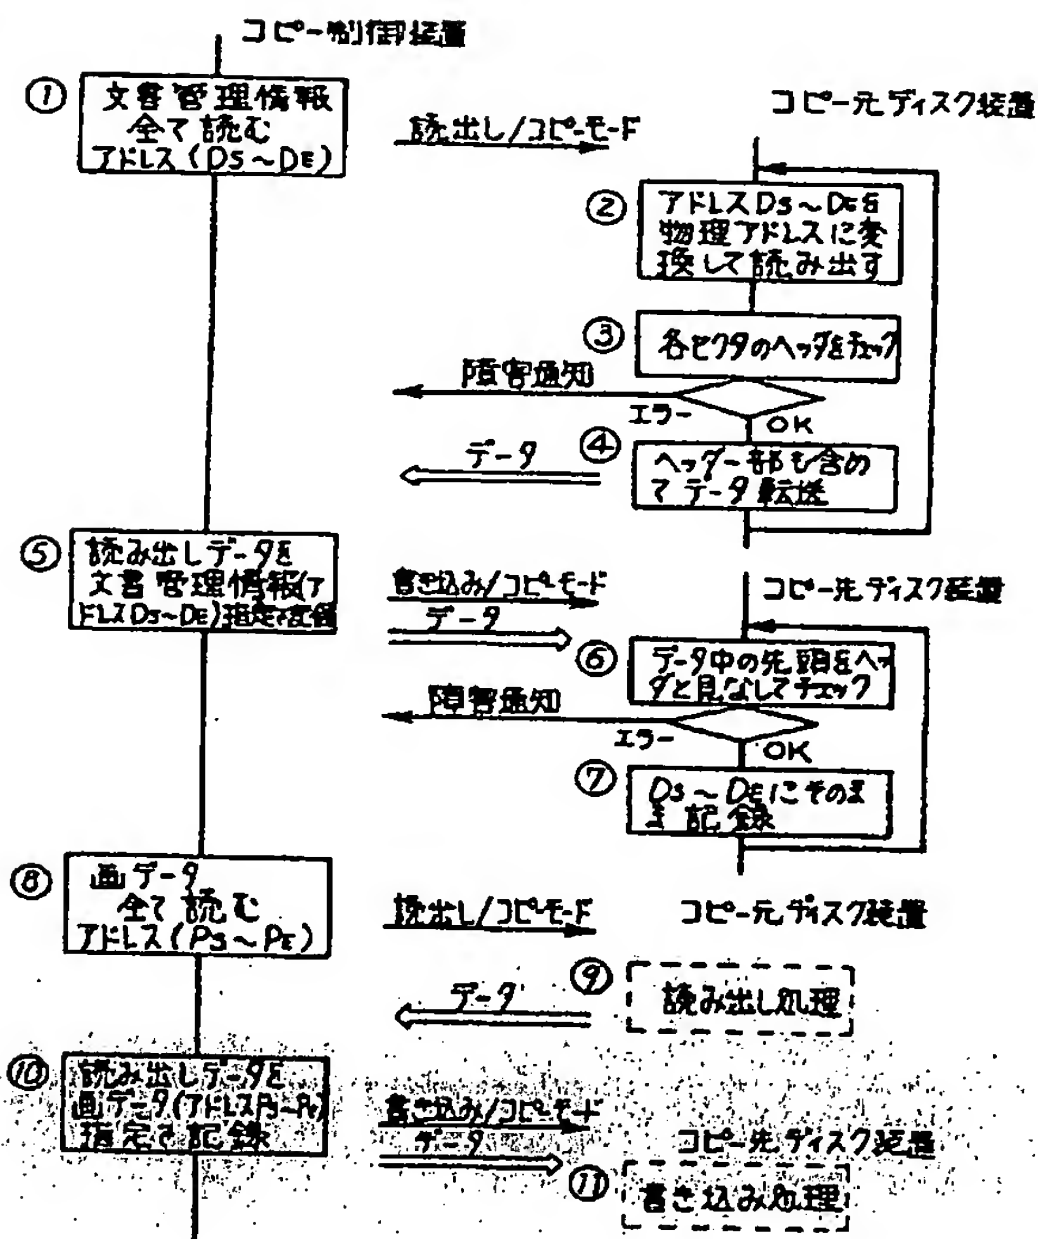 コピー制御装置
①
文書管理情報
全て読む
アドレス(DS〜DE)
読出し/コピーモード
コピー元ディスク装置
②
アドレスDS〜DEを
物理アドレスに変
換して読み出す
③
各セクタのヘッダをチェック
障害通知
エラー
OK
④
ヘッダー部も含め
てデータ転送
データ
⑤
読み出しデータを
文書管理情報(ア
ドレスDS〜DE)指定で記録
書き込み/コピーモード
データ
コピー先ディスク装置
⑥
データ中の先頭をヘッ
ダと見なしてチェック
障害通知
エラー
OK
⑦
DS〜DEにそのま
ま記録
⑧
画データ
全て読む
アドレス(PS〜PE)
読出し/コピーモード
コピー元ディスク装置
⑨
読み出し処理
データ
⑩
読み出しデータを
画データ(アドレスPS〜PE)
指定で記録
書き込み/コピーモード
データ
コピー先ディスク装置
⑪
書き込み処理